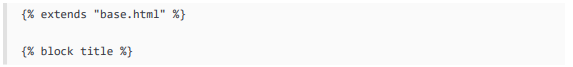 {% extends "base.html" %}
{% block title %}